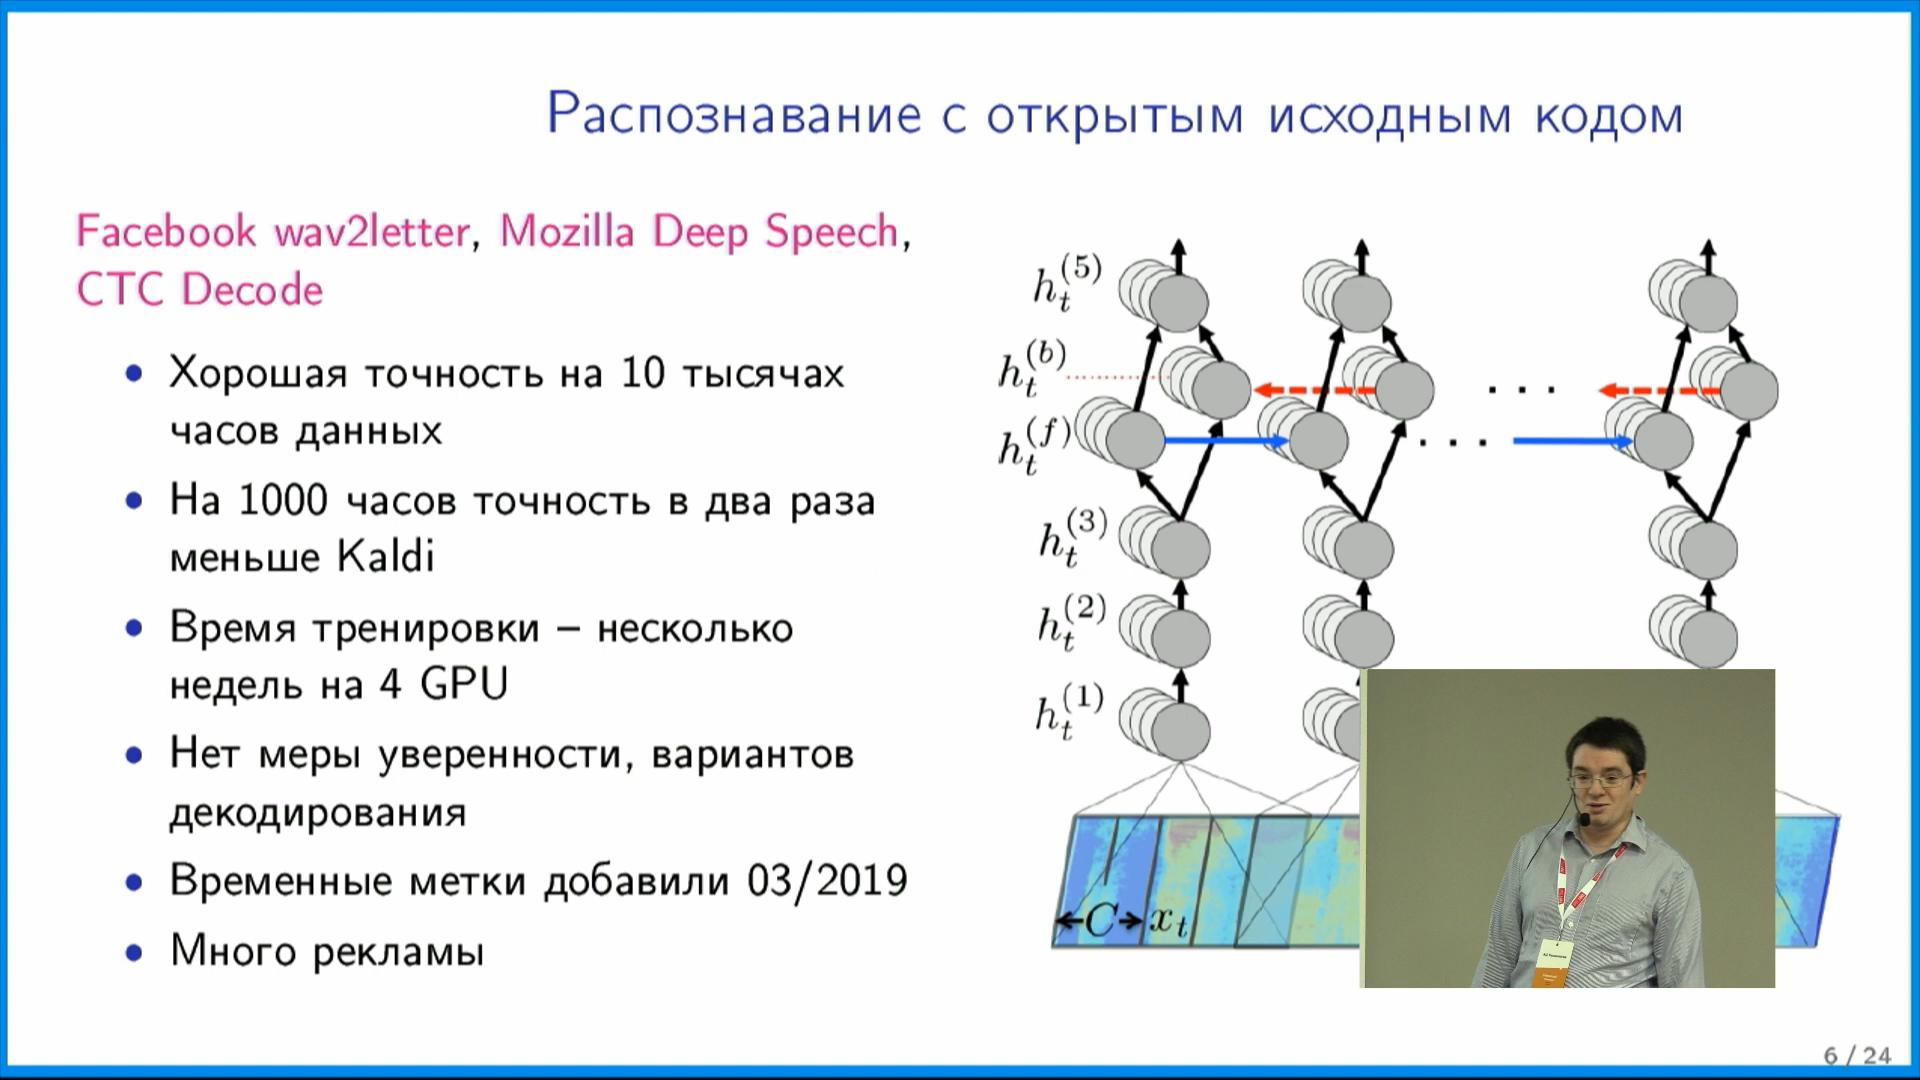 Распознавание с открытым исходным кодом
Facebook wav2letter, Mozilla Deep Speech,
CTC Decode
• Хорошая точность на 10 тысячах
часов данных
• На 1000 часов точность в два раза
меньше Kaldi
• Время тренировки – несколько
недель на 4 GPU
• Нет меры уверенности, вариантов
декодирования
• Временные метки добавили 03/2019
• Много рекламы
h_t^(5)
h_t^(b)
h_t^(f)
h_t^(3)
h_t^(2)
h_t^(1)
C x_t
6 / 24